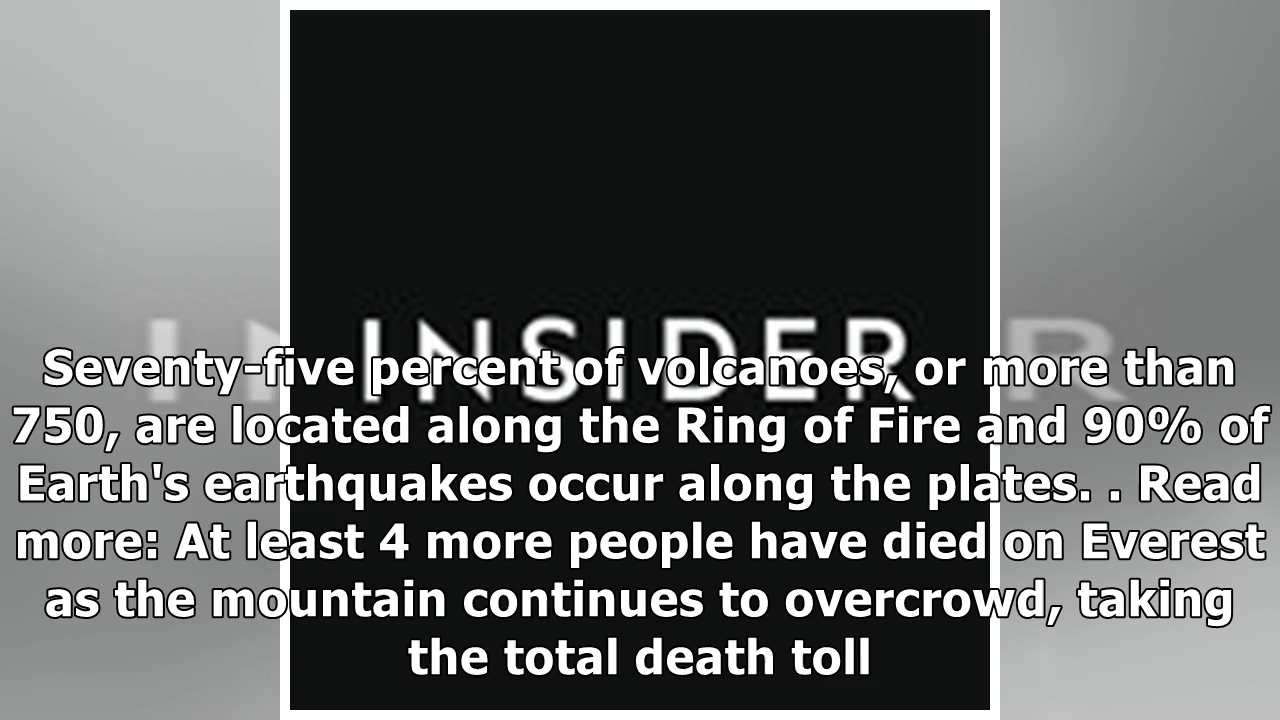 INSIDER
Seventy-five percent of volcanoes, or more than
750, are located along the Ring of Fire and 90% of
Earth's earthquakes occur along the plates. . Read
more: At least 4 more people have died on Everest
as the mountain continues to overcrowd, taking
the total death toll